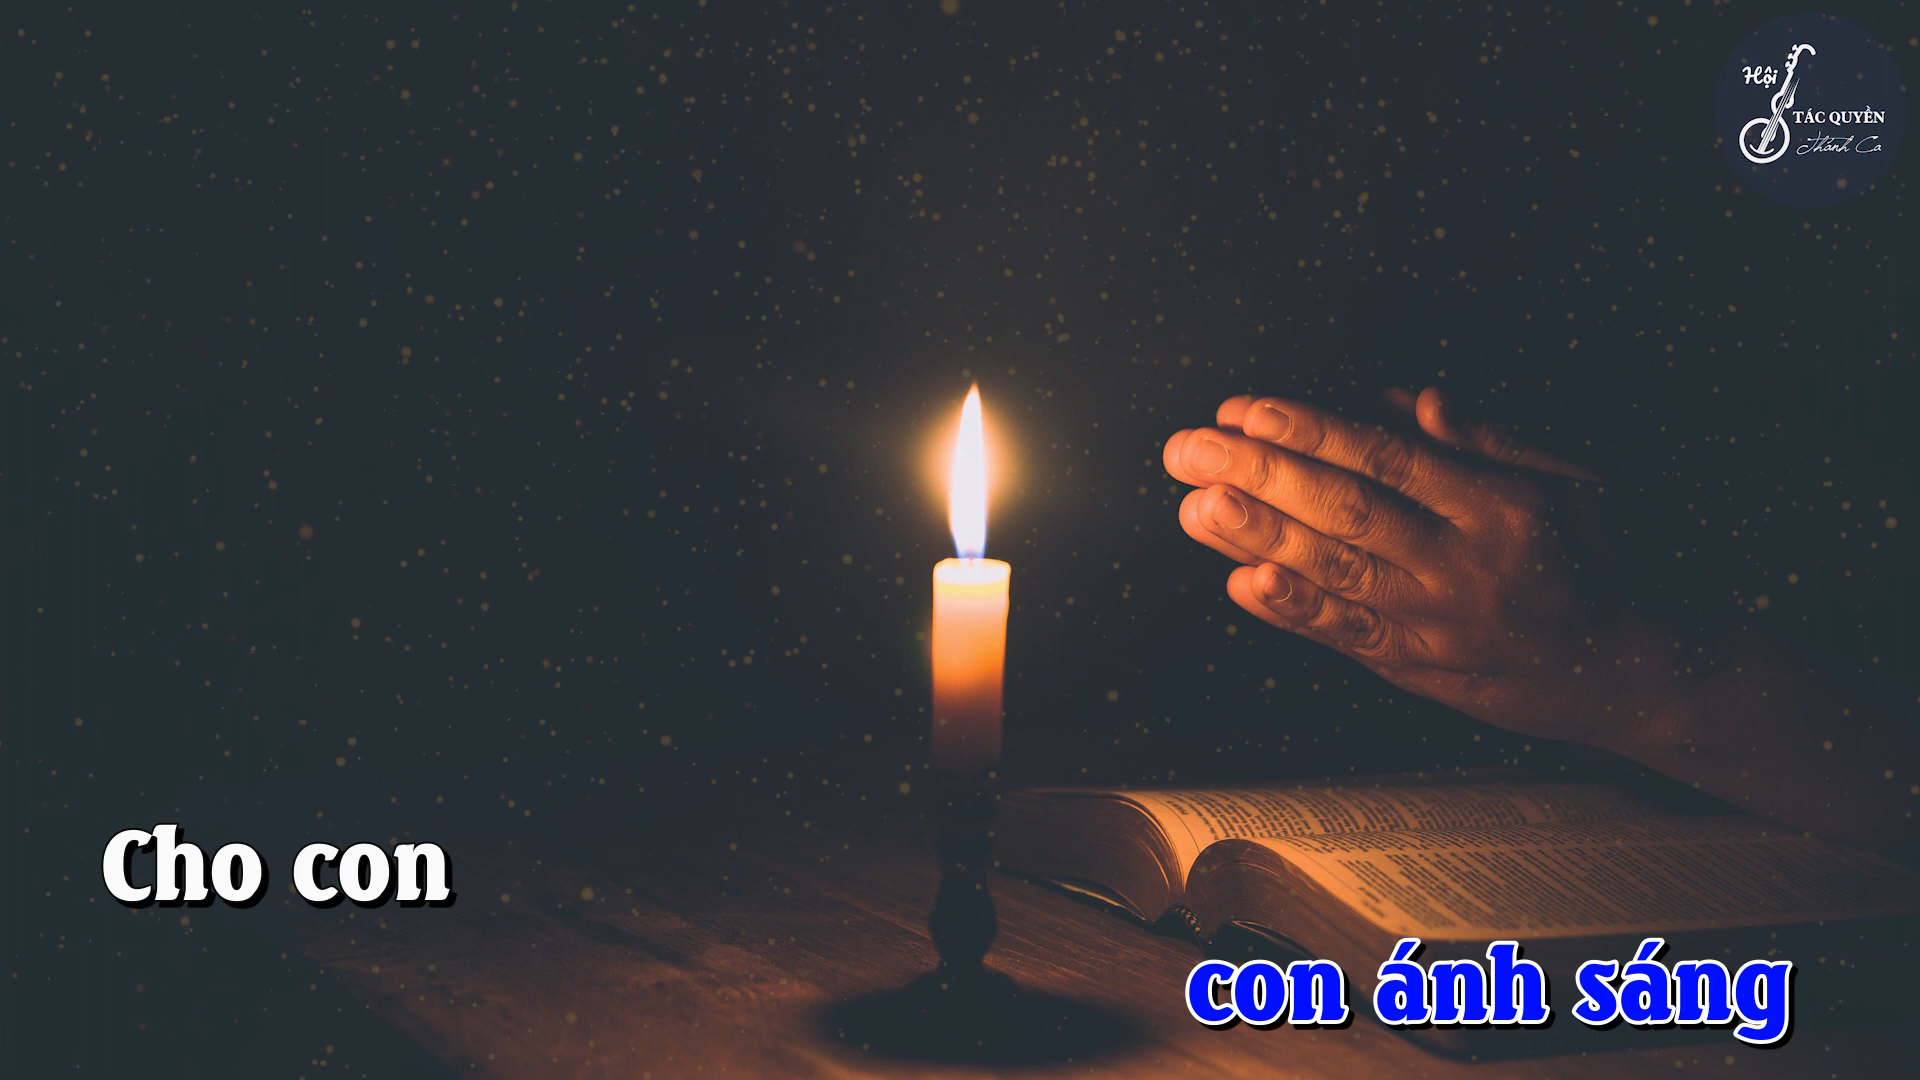 Hội
TÁC QUYỀN
Thánh Ca
Cho con
con ánh sáng